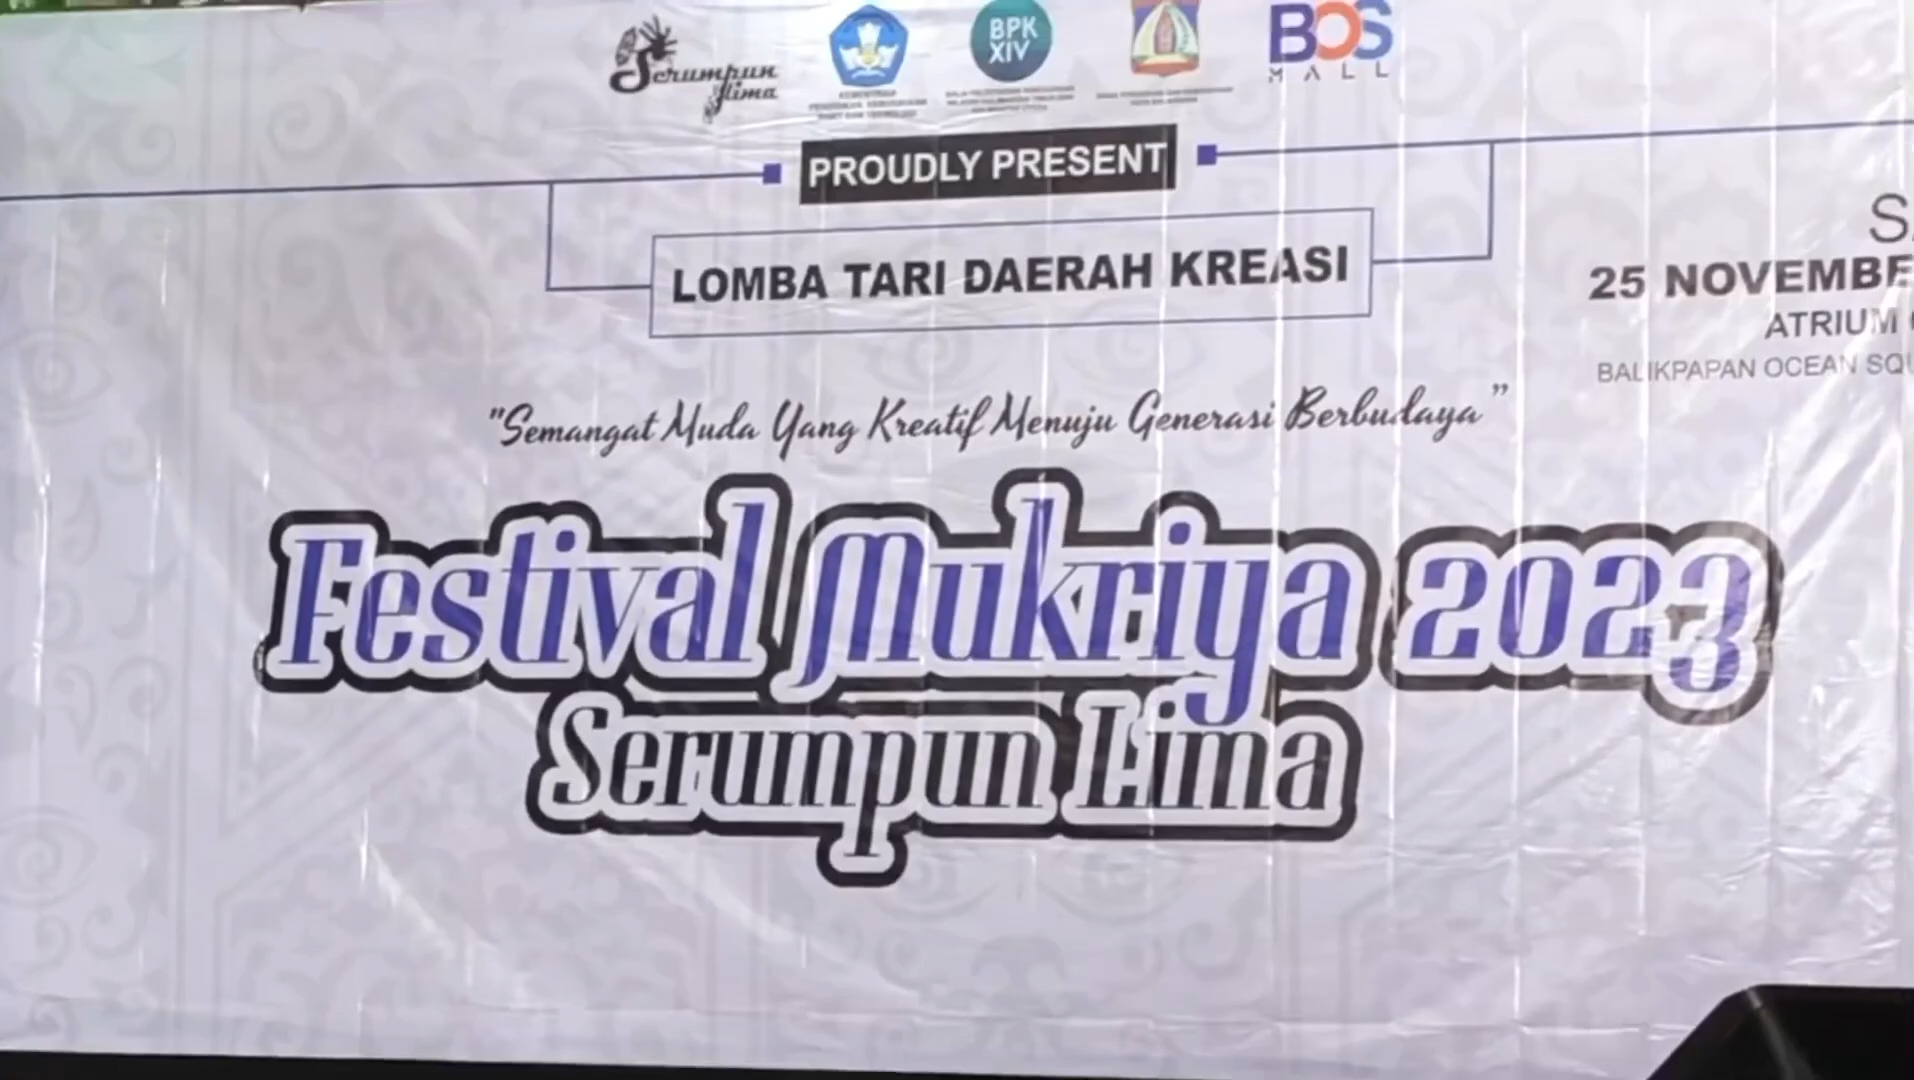 Serumpun
Lima
BPK
XIV
BOS
MALL
PROUDLY PRESENT
LOMBA TARI DAERAH KREASI
25 NOVEMBE
ATRIUM
BALIKPAPAN OCEAN SQU
"Semangat Muda Yang Kreatif Menuju Generasi Berbudaya"
Festival Mukriya 2023
Serumpun Lima